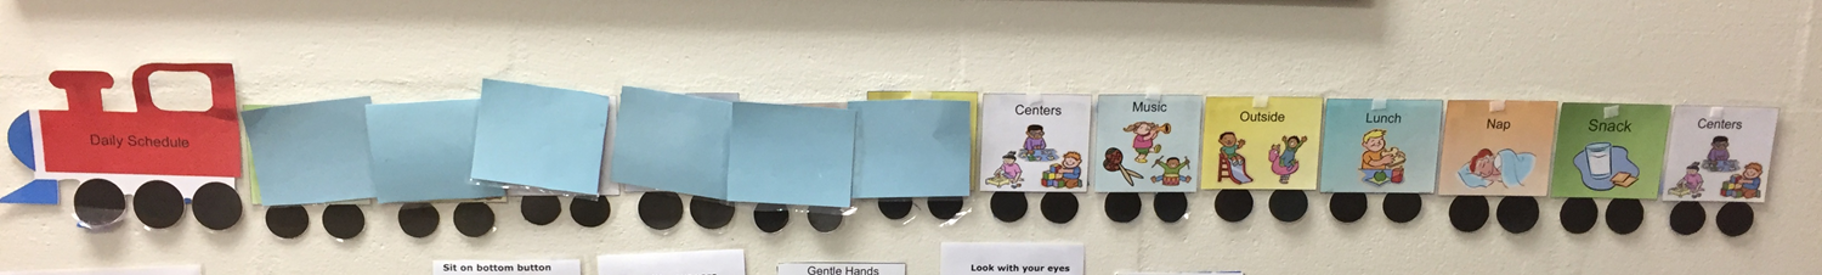 Daily Schedule
Centers
Music
Outside
Lunch
Nap
Snack
Centers
Sit on bottom button
Gentle Hands
Look with your eyes